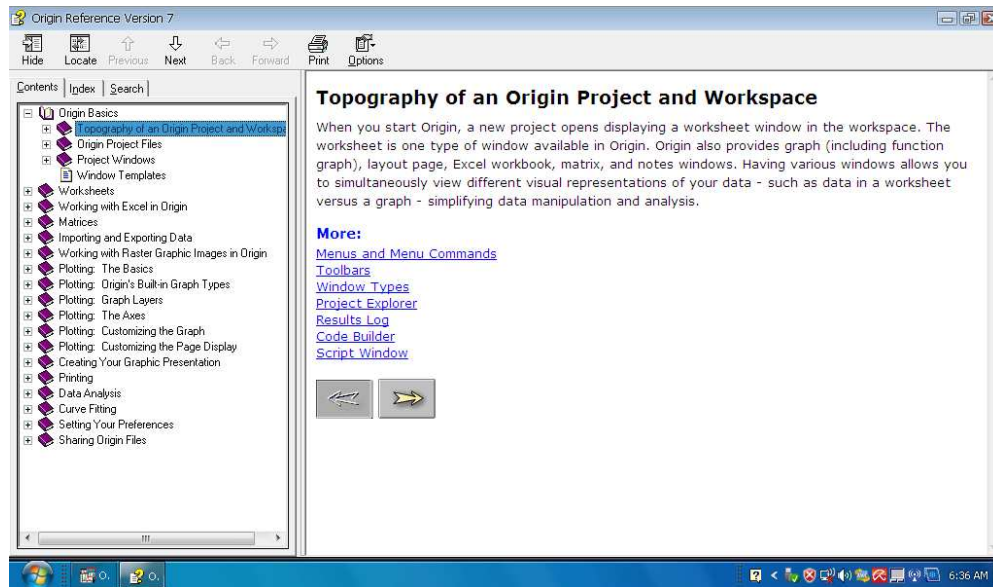 Origin Reference Version 7
Hide Locate Previous Next Back Forward Print Options
Contents Index Search
Origin Basics
Topography of an Origin Project and Workspa
Origin Project Files
Project Windows
Window Templates
Worksheets
Working with Excel in Origin
Matrices
Importing and Exporting Data
Working with Raster Graphic Images in Origin
Plotting: The Basics
Plotting: Origin's Built-in Graph Types
Plotting: Graph Layers
Plotting: The Axes
Plotting: Customizing the Graph
Plotting: Customizing the Page Display
Creating Your Graphic Presentation
Printing
Data Analysis
Curve Fitting
Setting Your Preferences
Sharing Origin Files
Topography of an Origin Project and Workspace
When you start Origin, a new project opens displaying a worksheet window in the workspace. The
worksheet is one type of window available in Origin. Origin also provides graph (including function
graph), layout page, Excel workbook, matrix, and notes windows. Having various windows allows you
to simultaneously view different visual representations of your data - such as data in a worksheet
versus a graph - simplifying data manipulation and analysis.
More:
Menus and Menu Commands
Toolbars
Window Types
Project Explorer
Results Log
Code Builder
Script Window
O. O. 6:36 AM